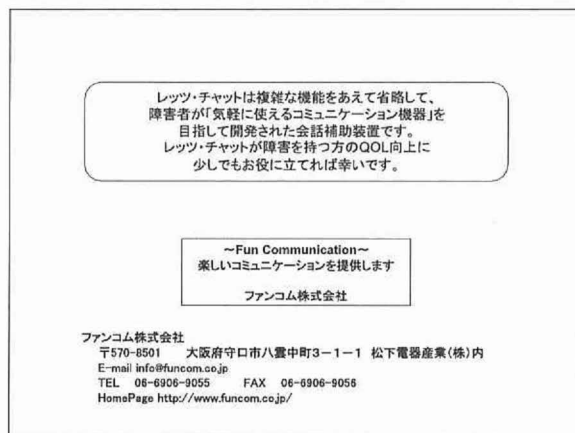 レッツ・チャットは複雑な機能をあえて省略して、
障害者が「気軽に使えるコミュニケーション機器」を
目指して開発された会話補助装置です。
レッツ・チャットが障害を持つ方のQOL向上に
少しでもお役に立てれば幸いです。
～Fun Communication～
楽しいコミュニケーションを提供します
ファンコム株式会社
ファンコム株式会社
〒570-8501 大阪府守口市八雲中町3－1－1 松下電器産業(株)内
E-mail info@funcom.co.jp
TEL 06-6906-9055 FAX 06-6906-9056
HomePage http://www.funcom.co.jp/